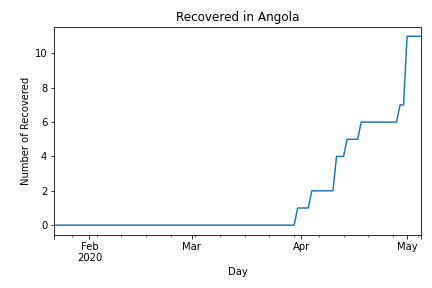 Recovered in Angola
Number of Recovered
10
8
6
4
2
0
Feb
2020
Mar
Apr
May
Day